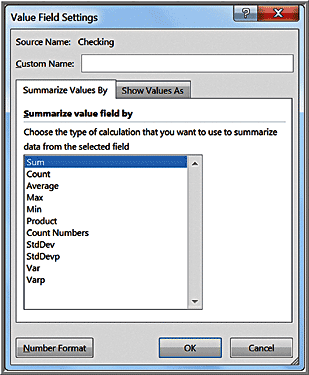 Value Field Settings
Source Name: Checking
Custom Name:
Summarize Values By
Show Values As
Summarize value field by
Choose the type of calculation that you want to use to summarize
data from the selected field
Sum
Count
Average
Max
Min
Product
Count Numbers
StdDev
StdDevp
Var
Varp
Number Format
OK
Cancel